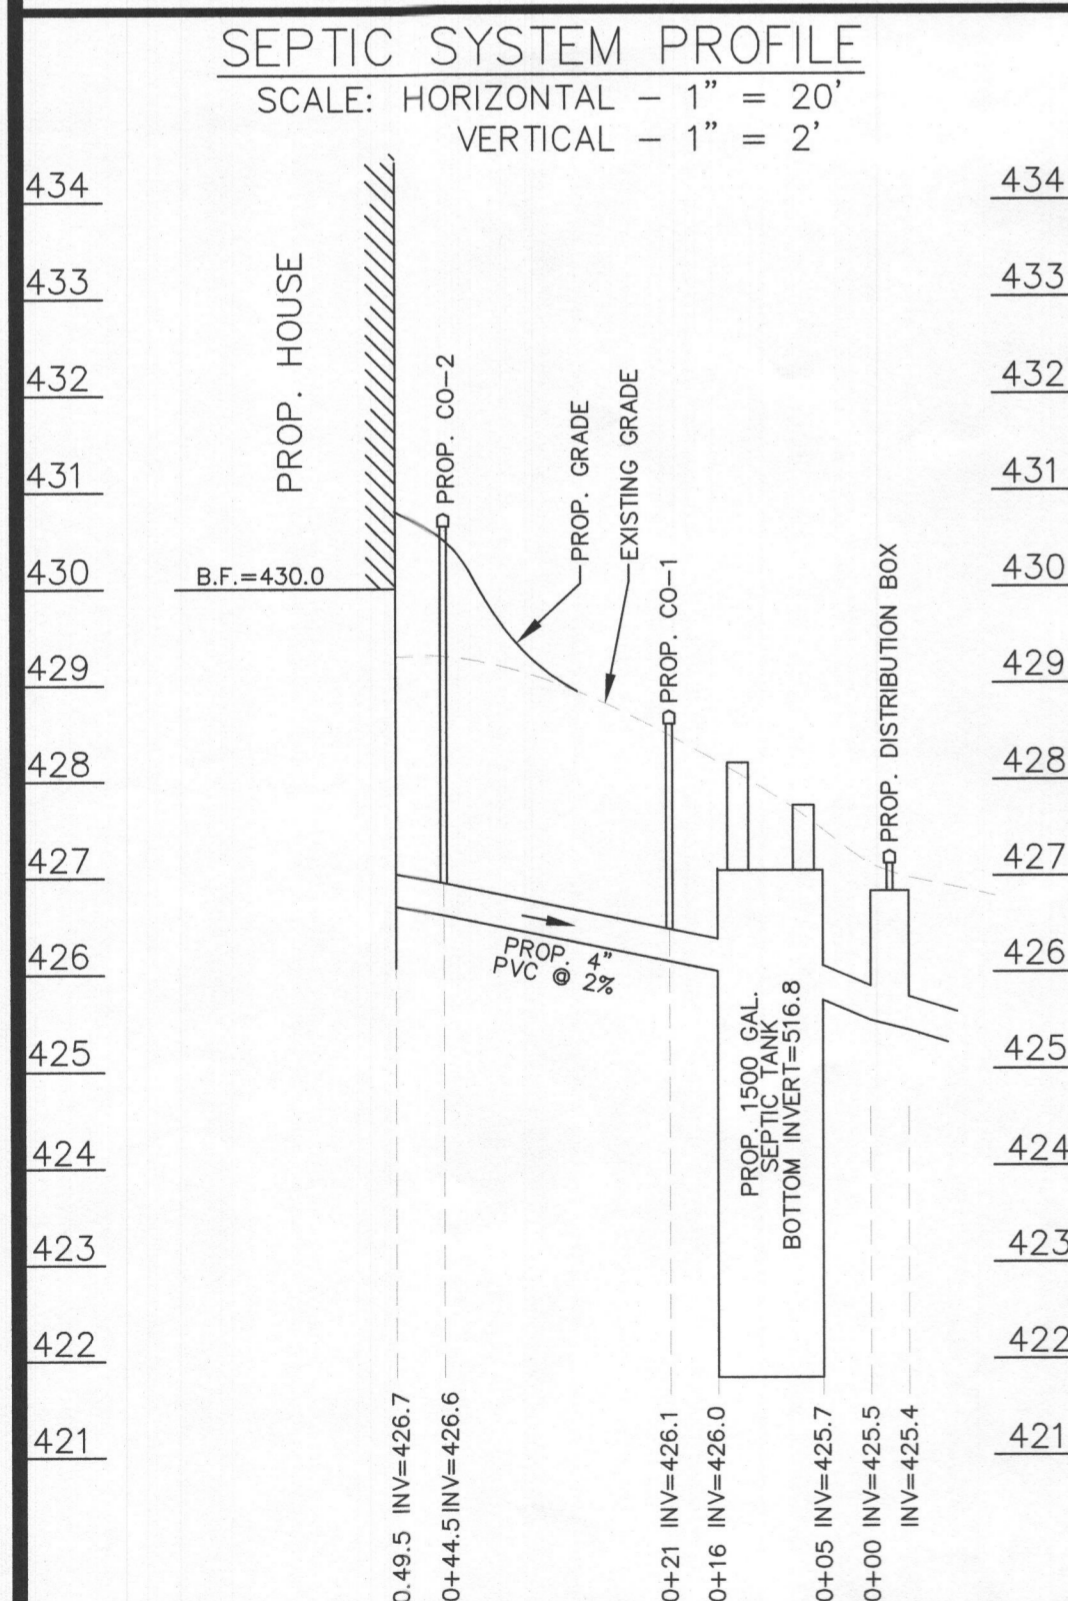 SEPTIC SYSTEM PROFILE
SCALE: HORIZONTAL - 1" = 20'
VERTICAL - 1" = 2'
434
433
432
431
430
429
428
427
426
425
424
423
422
421
PROP. HOUSE
B.F.=430.0
PROP. CO-2
PROP. GRADE
EXISTING GRADE
PROP. CO-1
PROP. DISTRIBUTION BOX
PROP. 4"
PVC @ 2%
PROP. 1500 GAL.
SEPTIC TANK
BOTTOM INVERT=516.8
0.49.5 INV=426.7
0+44.5 INV=426.6
0+21 INV=426.1
0+16 INV=426.0
0+05 INV=425.7
0+00 INV=425.5
INV=425.4
434
433
432
431
430
429
428
427
426
425
424
423
422
421